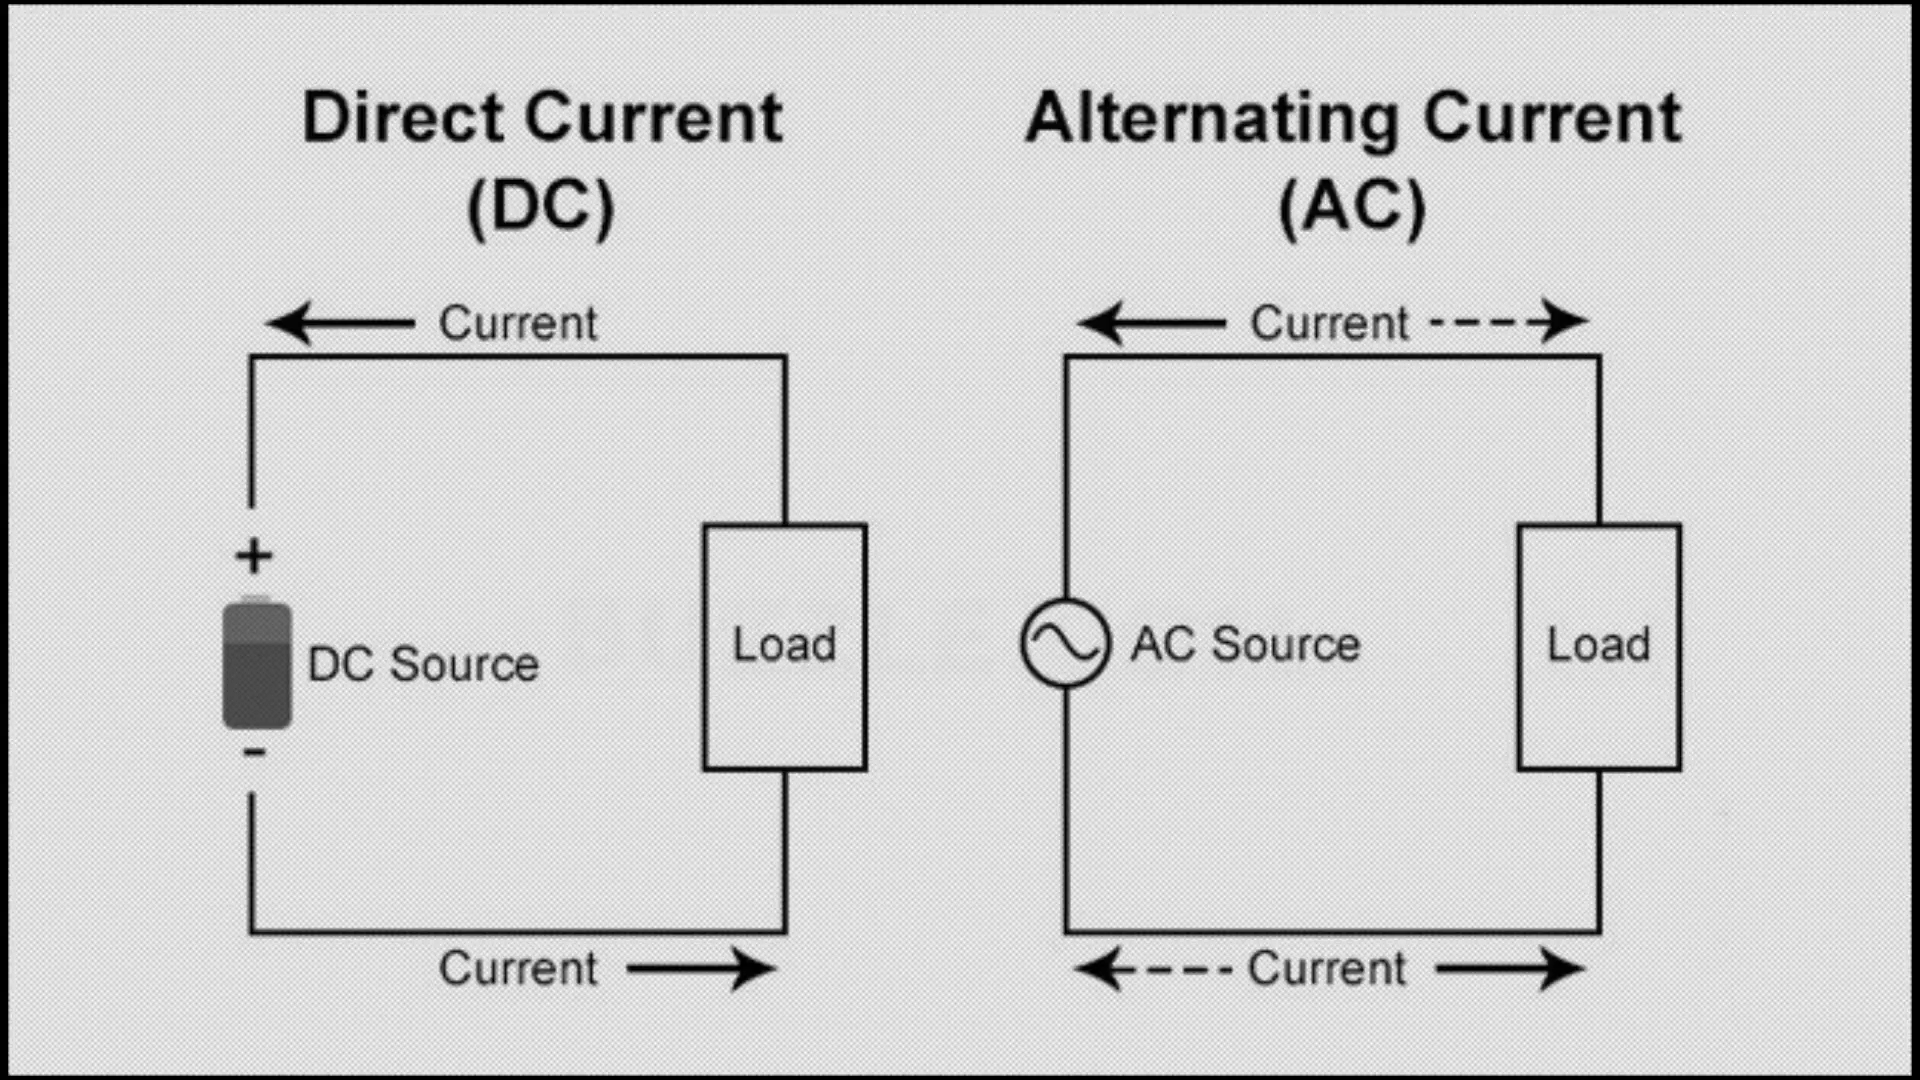 Direct Current
(DC)
Current
+
DC Source
-
Load
Current
Alternating Current
(AC)
Current
AC Source
Load
Current